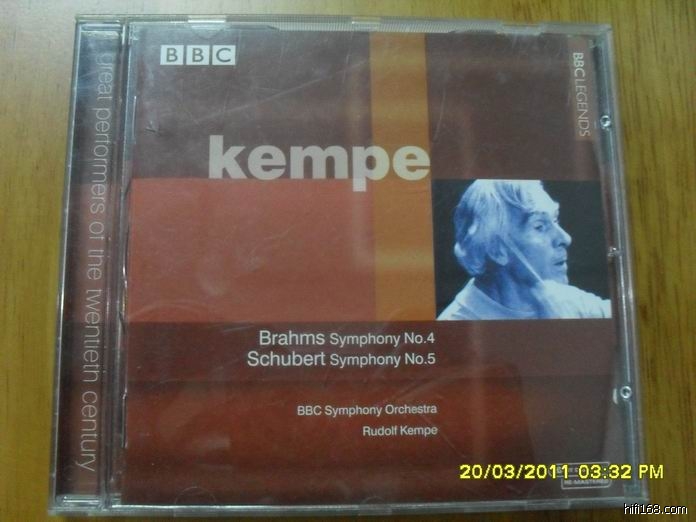 BBC
BBC LEGENDS
great performers of the twentieth century
kempe
Brahms Symphony No.4
Schubert Symphony No.5
BBC Symphony Orchestra
Rudolf Kempe
20/03/2011 03:32 PM
RE-MASTERED
hifi168.com